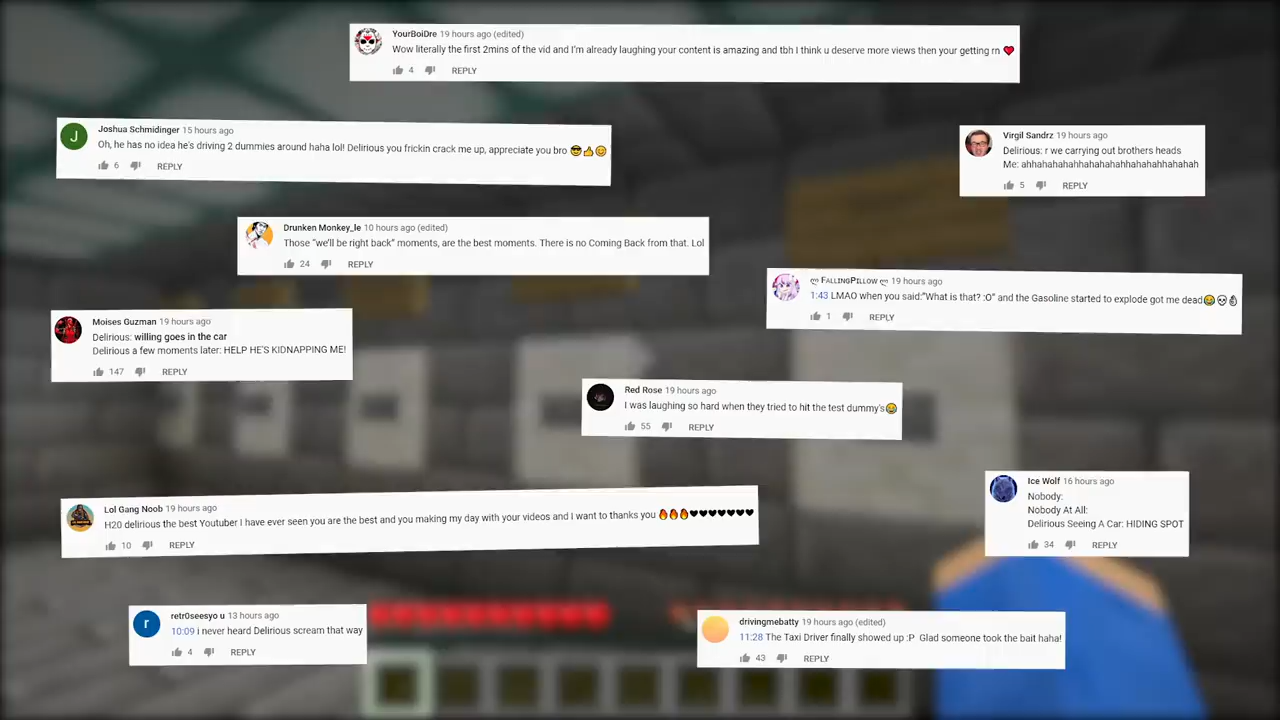 YourBoiDre 19 hours ago (edited)
Wow literally the first 2mins of the vid and I'm already laughing your content is amazing and tbh I think u deserve more views then your getting rn ❤
4 REPLY
J
Joshua Schmidinger 15 hours ago
Oh, he has no idea he's driving 2 dummies around haha lol! Delirious you frickin crack me up, appreciate you bro 😎👍😊
6 REPLY
Virgil Sandrz 19 hours ago
Delirious: r we carrying out brothers heads
Me: ahhahahahahhahahahahhahahahhahahah
5 REPLY
Drunken Monkey_le 10 hours ago (edited)
Those “we’ll be right back” moments, are the best moments. There is no Coming Back from that. Lol
24 REPLY
ღ FᴀʟʟɪɴɢPɪʟʟᴏᴡ ღ 19 hours ago
1:43 LMAO when you said:"What is that? :O" and the Gasoline started to explode got me dead😂💀👌
1 REPLY
Moises Guzman 19 hours ago
Delirious: willing goes in the car
Delirious a few moments later: HELP HE'S KIDNAPPING ME!
147 REPLY
Red Rose 19 hours ago
I was laughing so hard when they tried to hit the test dummy's😂
55 REPLY
Lol Gang Noob 19 hours ago
H20 delirious the best Youtuber I have ever seen you are the best and you making my day with your videos and I want to thank you 🔥🔥🔥♥♥♥♥♥♥♥
10 REPLY
Ice Wolf 16 hours ago
Nobody:
Nobody At All:
Delirious Seeing A Car: HIDING SPOT
34 REPLY
r
retr0seesyo u 13 hours ago
10:09 i never heard Delirious scream that way
4 REPLY
drivingmebatty 19 hours ago (edited)
11:28 The Taxi Driver finally showed up :P Glad someone took the bait haha!
43 REPLY